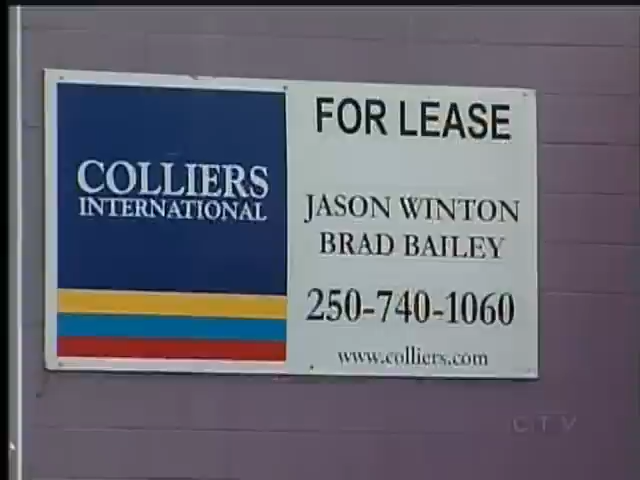 COLLIERS
INTERNATIONAL
FOR LEASE
JASON WINTON
BRAD BAILEY
250-740-1060
www.colliers.com
CTV